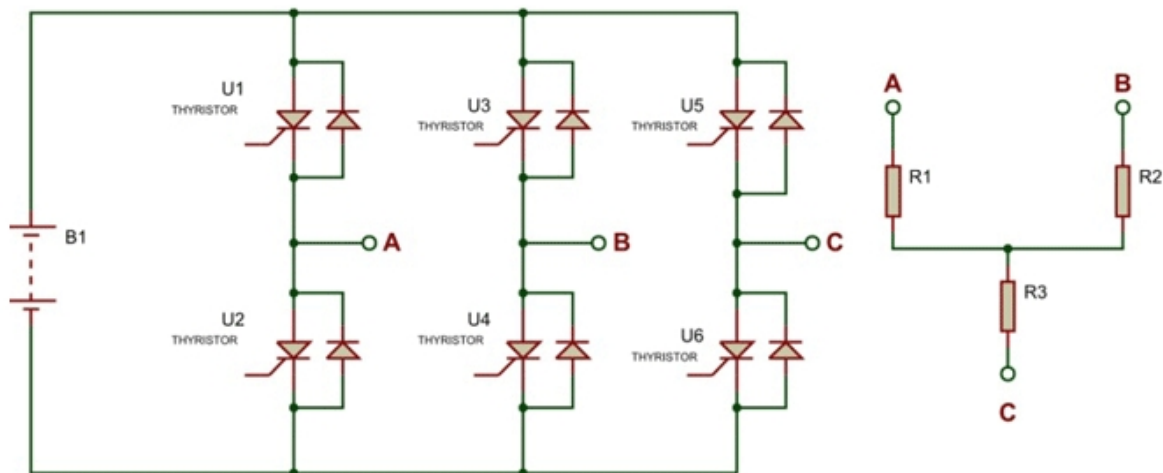 U1
THYRISTOR
U3
THYRISTOR
U5
THYRISTOR
A
B
R1
R2
B1
A
B
C
R3
U2
THYRISTOR
U4
THYRISTOR
U6
THYRISTOR
C